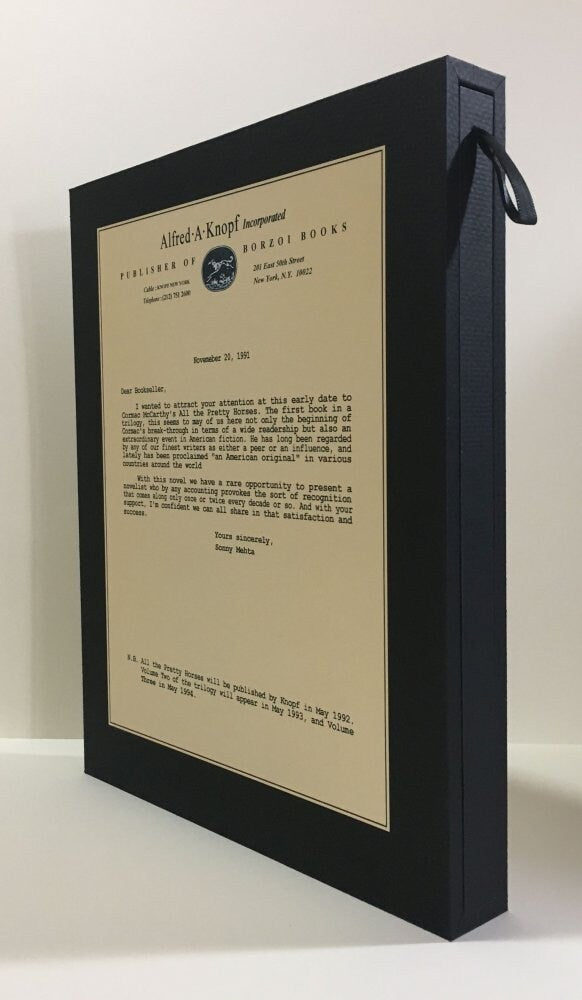 Alfred·A·Knopf Incorporated
PUBLISHER OF BORZOI BOOKS
Cable: KNOPF NEW YORK
Telephone: (212) 751 2600
201 East 50th Street
New York, N.Y. 10022
Novemeber 20, 1991
Dear Bookseller,
I wanted to attract your attention at this early date to
Cormac McCarthy's All the Pretty Horses. The first book in a
trilogy, this seems to may of us here not only the beginning of
Cormac's break-through in terms of a wide readership but also an
extraordinary event in American fiction. He has long been regarded
by any of our finest writers as either a peer or an influence, and
lately has been proclaimed "an American original" in various
countries around the world
With this novel we have a rare opportunity to present a
novelist who by any accounting provokes the sort of recognition
that comes along only once or twice every decade or so. And with your
support, I'm confident we can all share in that satisfaction and
success.
Yours sincerely,
Sonny Mehta
N.B. All the Pretty Horses will be published by Knopf in May 1992.
Volume Two of the trilogy will appear in May 1993, and Volume
Three in May 1994.